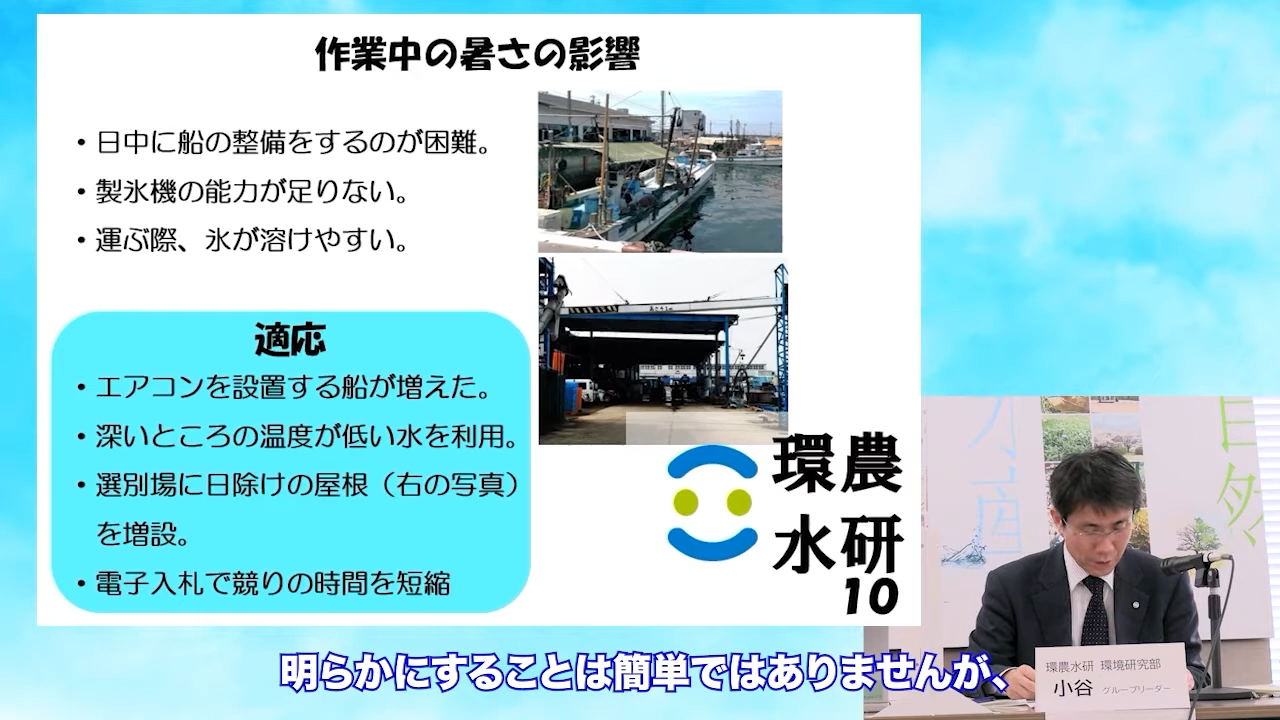 作業中の暑さの影響
・日中に船の整備をするのが困難。
・製氷機の能力が足りない。
・運ぶ際、氷が溶けやすい。
適応
・エアコンを設置する船が増えた。
・深いところの温度が低い水を利用。
・選別場に日除けの屋根（右の写真）
を増設。
・電子入札で競りの時間を短縮
環農
水研
10
自然
環農水研 環境研究部
小谷 グループリーダー
明らかにすることは簡単ではありませんが、